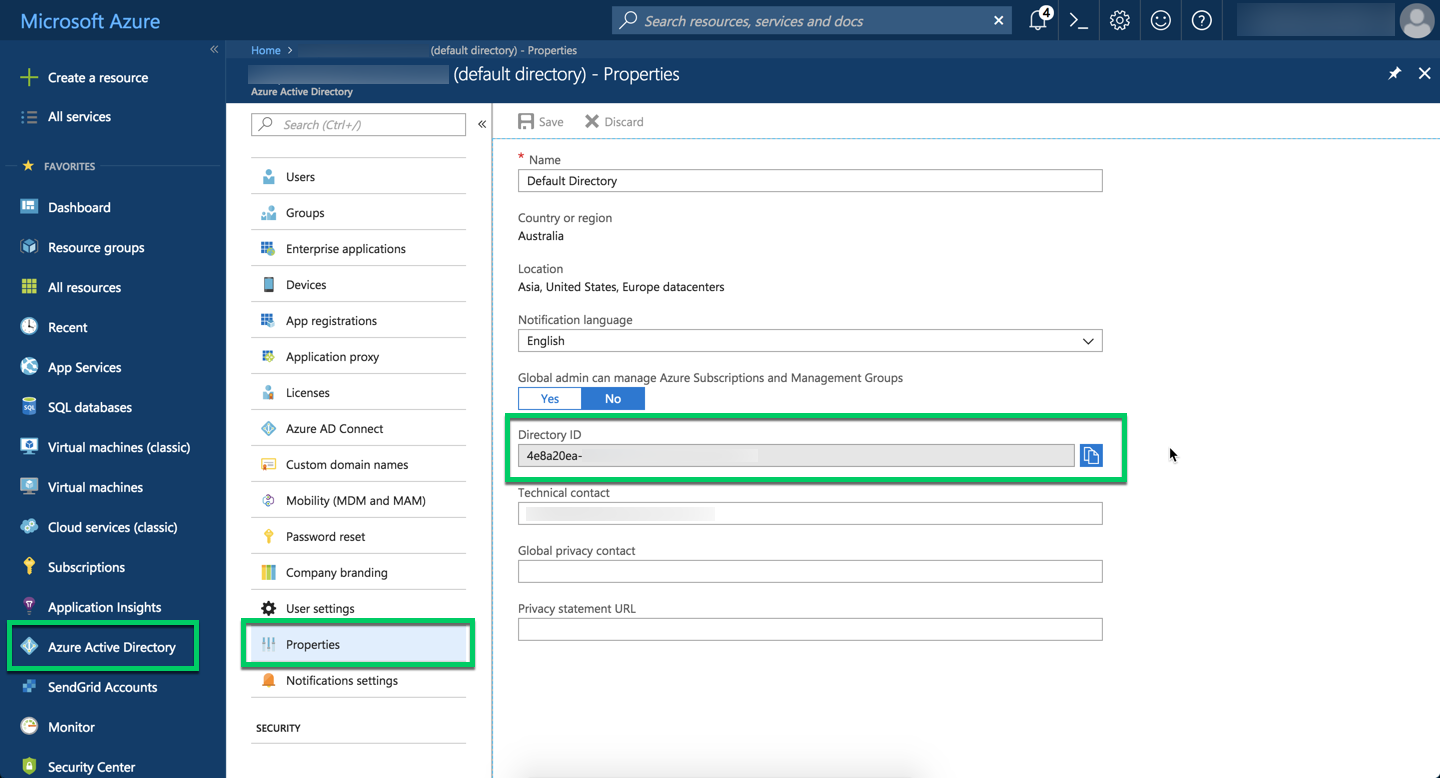 Microsoft Azure
Search resources, services and docs
4
Home > (default directory) - Properties
(default directory) - Properties
Azure Active Directory
Create a resource
All services
FAVORITES
Dashboard
Resource groups
All resources
Recent
App Services
SQL databases
Virtual machines (classic)
Virtual machines
Cloud services (classic)
Subscriptions
Application Insights
Azure Active Directory
SendGrid Accounts
Monitor
Security Center
Search (Ctrl+/)
Users
Groups
Enterprise applications
Devices
App registrations
Application proxy
Licenses
Azure AD Connect
Custom domain names
Mobility (MDM and MAM)
Password reset
Company branding
User settings
Properties
Notifications settings
SECURITY
Save Discard
* Name
Default Directory
Country or region
Australia
Location
Asia, United States, Europe datacenters
Notification language
English
Global admin can manage Azure Subscriptions and Management Groups
Yes No
Directory ID
4e8a20ea-
Technical contact
Global privacy contact
Privacy statement URL